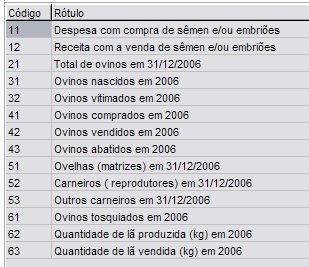 Código Rótulo
11 Despesa com compra de sêmen e/ou embriões
12 Receita com a venda de sêmen e/ou embriões
21 Total de ovinos em 31/12/2006
31 Ovinos nascidos em 2006
32 Ovinos vitimados em 2006
41 Ovinos comprados em 2006
42 Ovinos vendidos em 2006
43 Ovinos abatidos em 2006
51 Ovelhas (matrizes) em 31/12/2006
52 Carneiros ( reprodutores) em 31/12/2006
53 Outros carneiros em 31/12/2006
61 Ovinos tosquiados em 2006
62 Quantidade de lã produzida (kg) em 2006
63 Quantidade de lã vendida (kg) em 2006